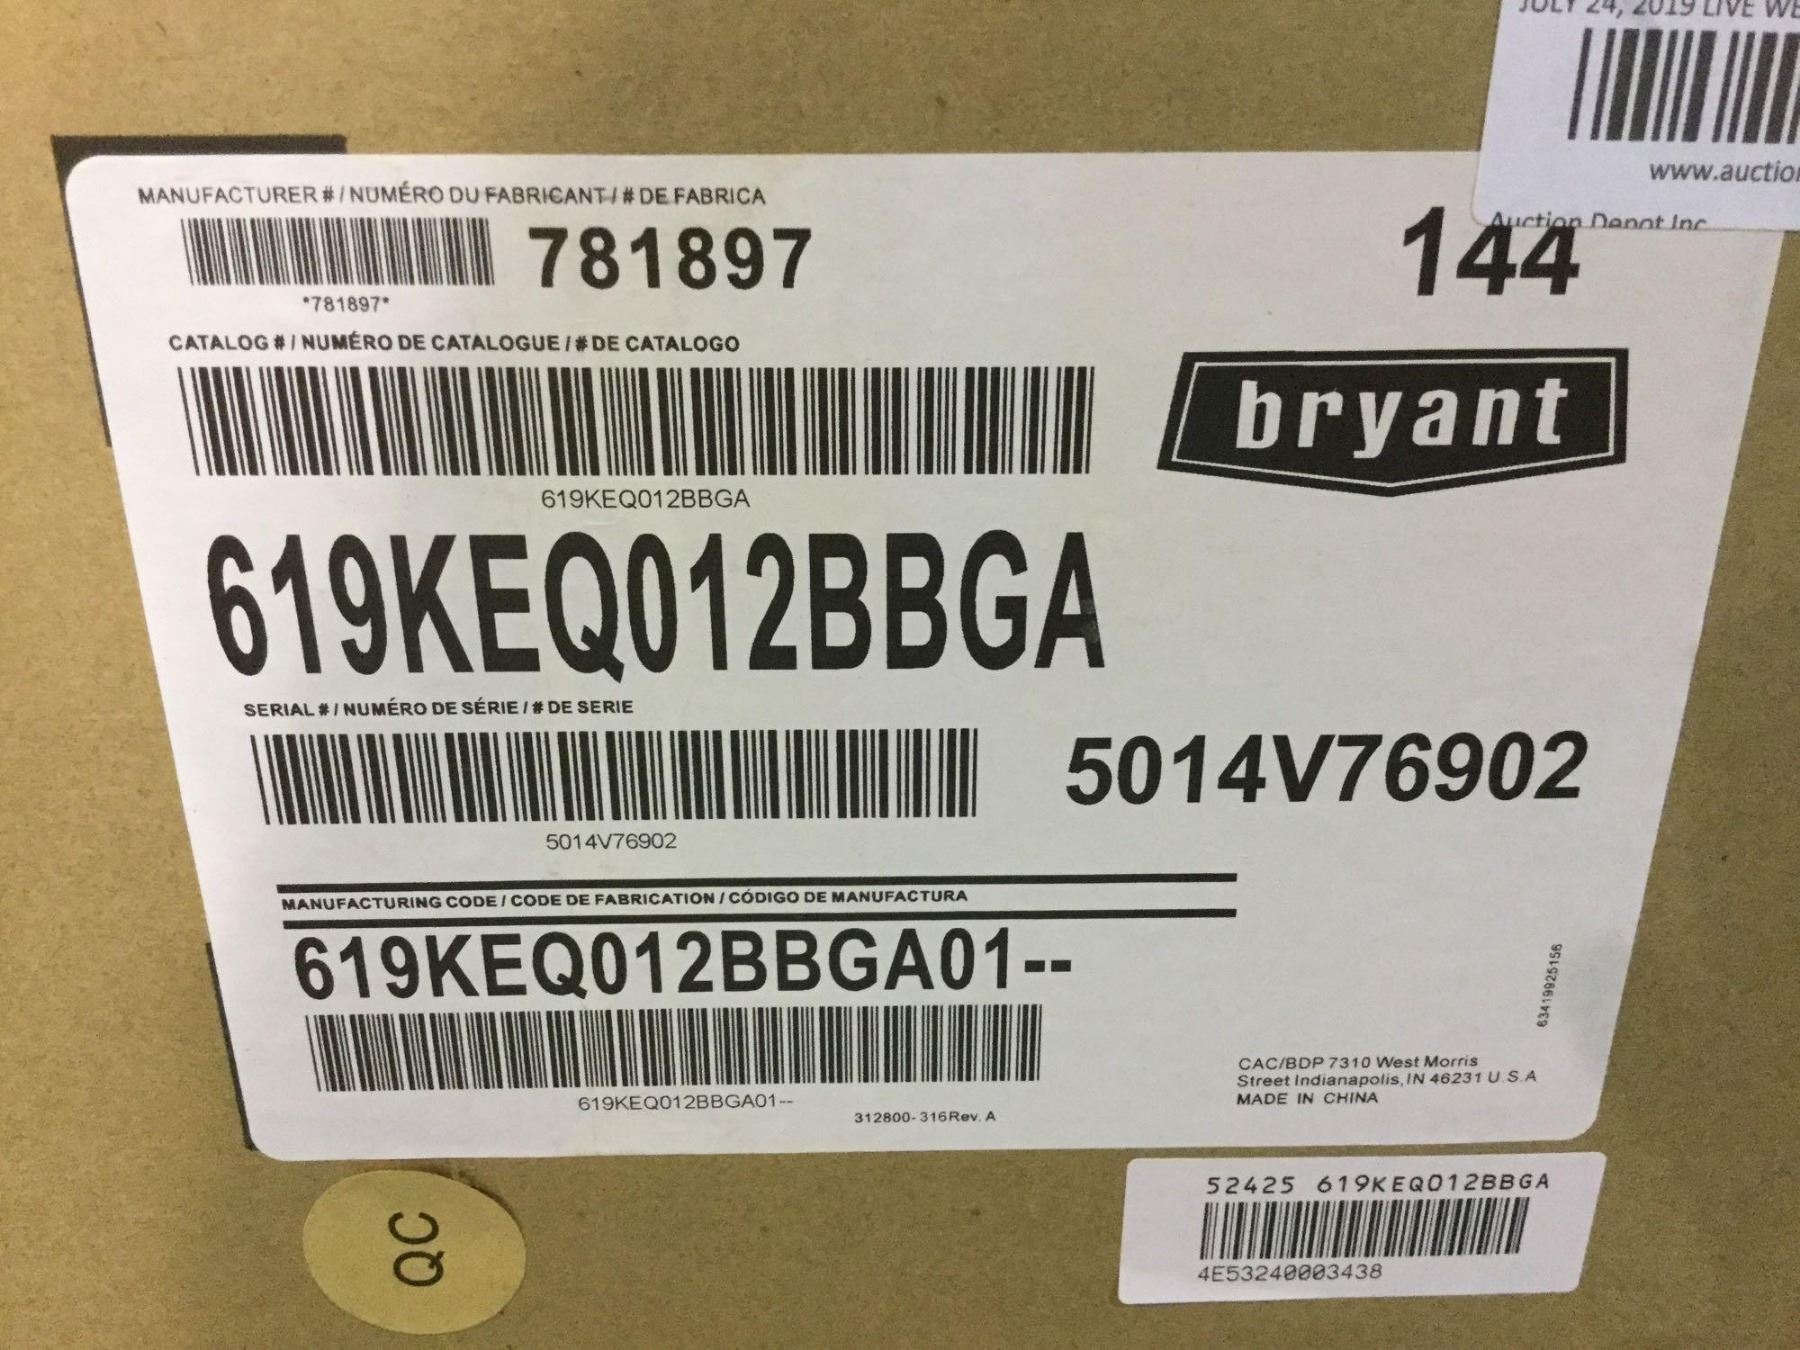 JULY 24, 2019 LIVE WE
www.auctio
Auction Depot Inc
MANUFACTURER # / NUMÉRO DU FABRICANT / # DE FABRICA
781897
144
*781897*
CATALOG # / NUMÉRO DE CATALOGUE / # DE CATALOGO
bryant
619KEQ012BBGA
619KEQ012BBGA
SERIAL # / NUMÉRO DE SÉRIE / # DE SERIE
5014V76902
5014V76902
MANUFACTURING CODE / CODE DE FABRICATION / CÓDIGO DE MANUFACTURA
619KEQ012BBGA01--
63419925156
619KEQ012BBGA01--
312800-316Rev. A
CAC/BDP 7310 West Morris
Street Indianapolis, IN 46231 U.S.A
MADE IN CHINA
QC
52425 619KEQ012BBGA
4E53240003438